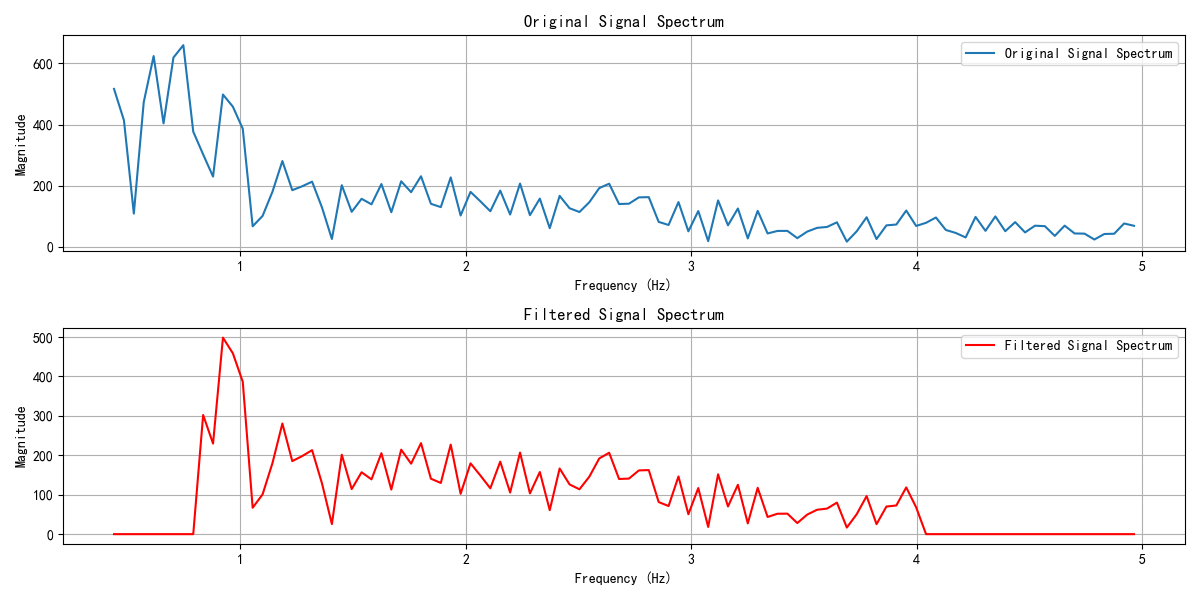 Original Signal Spectrum
Original Signal Spectrum
Magnitude
600
400
200
0
1 2 3 4 5
Frequency (Hz)
Filtered Signal Spectrum
Filtered Signal Spectrum
Magnitude
500
400
300
200
100
0
1 2 3 4 5
Frequency (Hz)